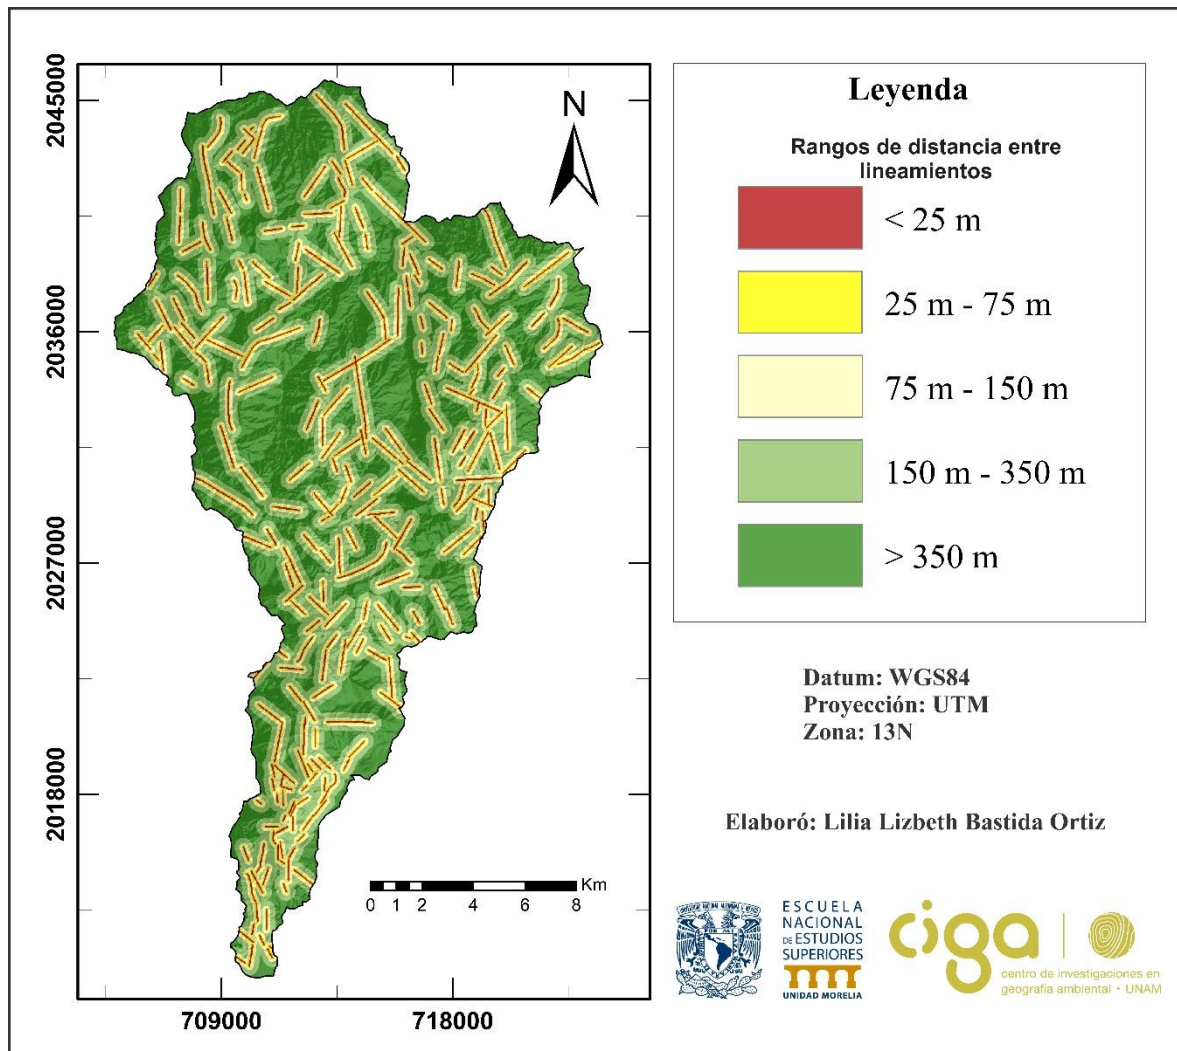 2045000
2036000
2027000
2018000
709000
718000
N
Km
0 1 2 4 6 8
Leyenda
Rangos de distancia entre
lineamientos
< 25 m
25 m - 75 m
75 m - 150 m
150 m - 350 m
> 350 m
Datum: WGS84
Proyección: UTM
Zona: 13N
Elaboró: Lilia Lizbeth Bastida Ortiz
ESCUELA
NACIONAL
DE ESTUDIOS
SUPERIORES
UNIDAD MORELIA
ciga
centro de investigaciones en
geografía ambiental • UNAM